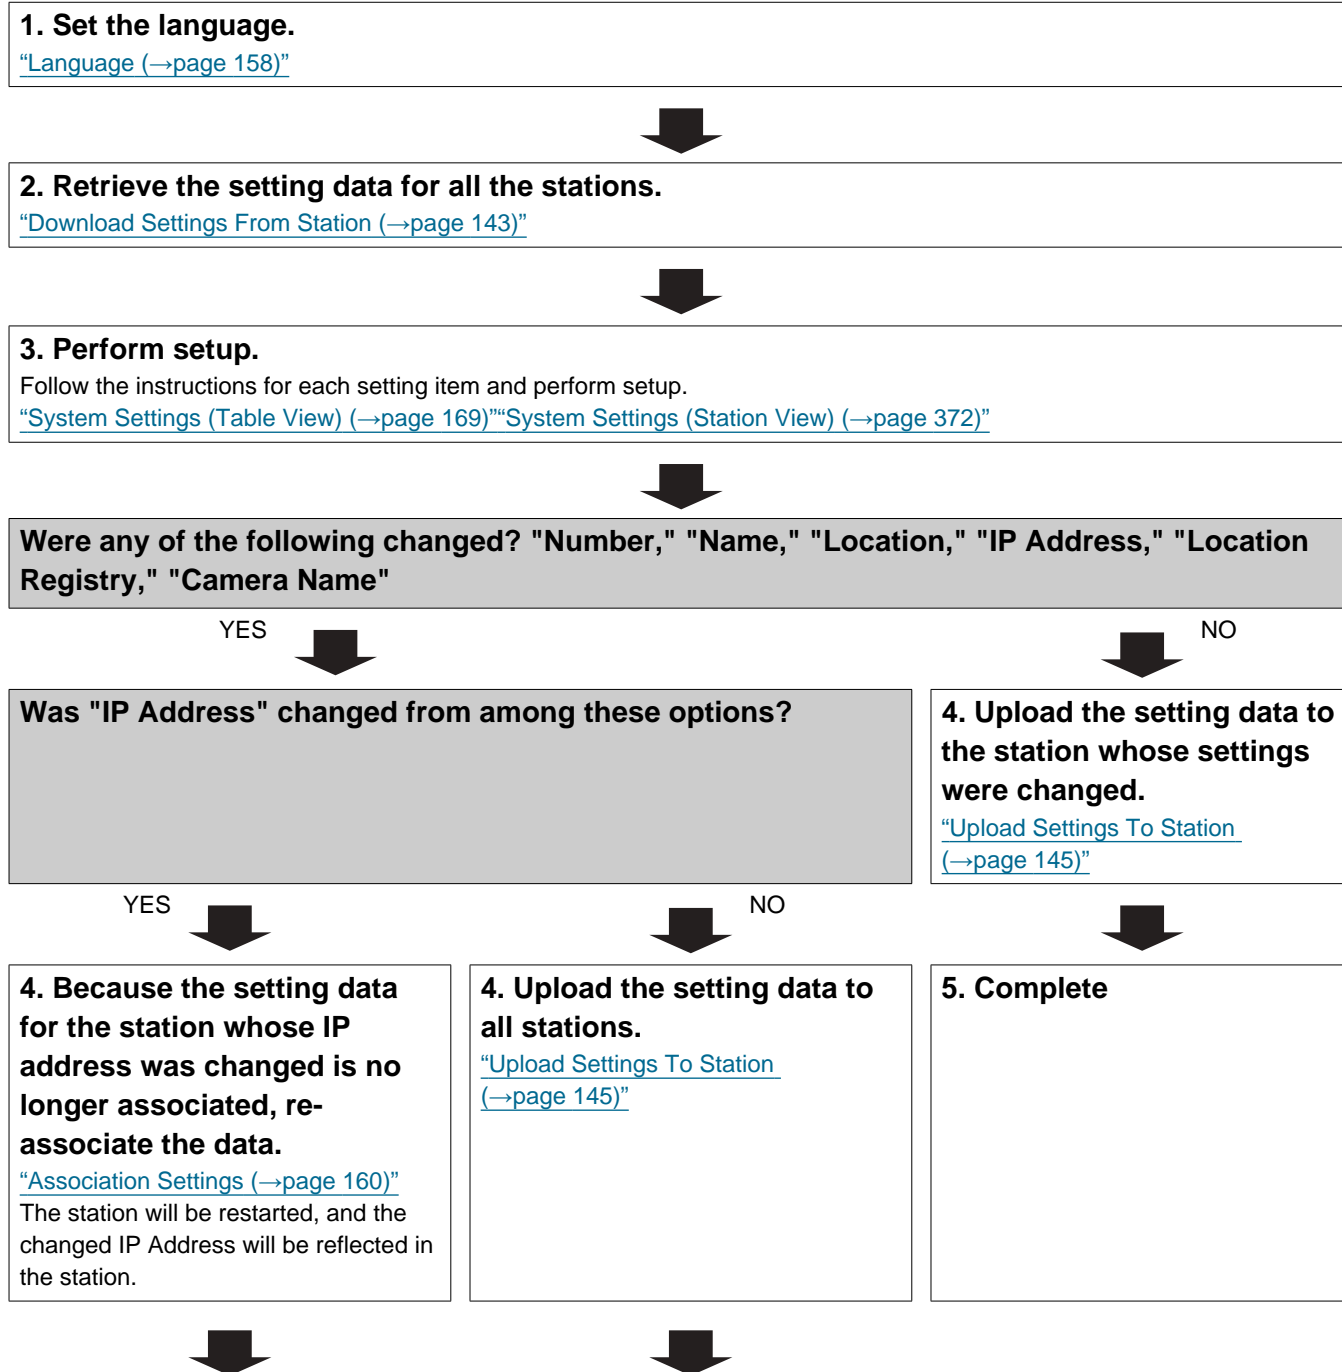 1. Set the language.
“Language (→page 158)”
2. Retrieve the setting data for all the stations.
“Download Settings From Station (→page 143)”
3. Perform setup.
Follow the instructions for each setting item and perform setup.
“System Settings (Table View) (→page 169)”“System Settings (Station View) (→page 372)”
Were any of the following changed? "Number," "Name," "Location," "IP Address," "Location
Registry," "Camera Name"
YES
NO
Was "IP Address" changed from among these options?
4. Upload the setting data to
the station whose settings
were changed.
“Upload Settings To Station
(→page 145)”
YES
NO
4. Because the setting data
for the station whose IP
address was changed is no
longer associated, re-
associate the data.
“Association Settings (→page 160)”
The station will be restarted, and the
changed IP Address will be reflected in
the station.
4. Upload the setting data to
all stations.
“Upload Settings To Station
(→page 145)”
5. Complete